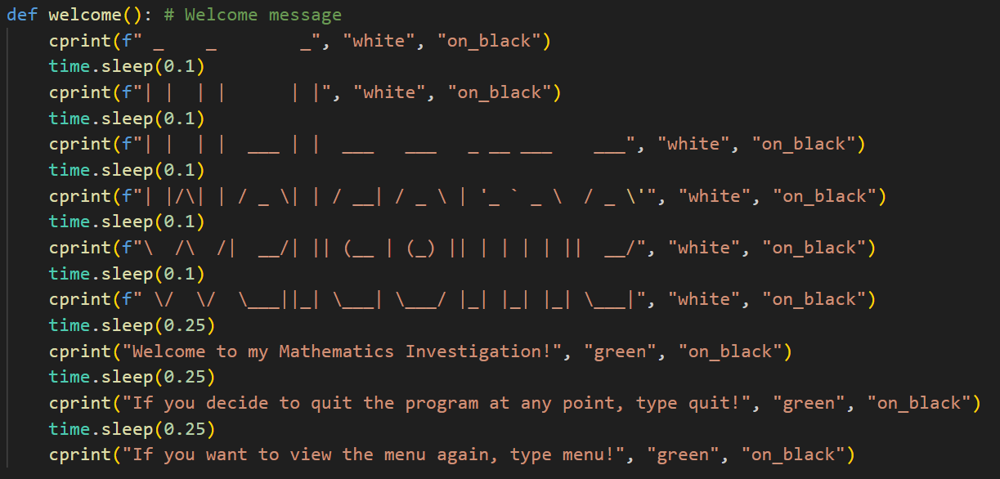 def welcome(): # Welcome message
    cprint(f" _    _        _", "white", "on_black")
    time.sleep(0.1)
    cprint(f"| |  | |      | |", "white", "on_black")
    time.sleep(0.1)
    cprint(f"| |  | |  ___ | |  ___   ___   _ __ ___    ___", "white", "on_black")
    time.sleep(0.1)
    cprint(f"| |/\| | / _ \| | / __| / _ \ | '_ ` _ \  / _ \'", "white", "on_black")
    time.sleep(0.1)
    cprint(f"\  /\  /|  __/| || (__ | (_) || | | | | ||  __/", "white", "on_black")
    time.sleep(0.1)
    cprint(f" \/  \/  \___||_| \___| \___/ |_| |_| |_| \___|", "white", "on_black")
    time.sleep(0.25)
    cprint("Welcome to my Mathematics Investigation!", "green", "on_black")
    time.sleep(0.25)
    cprint("If you decide to quit the program at any point, type quit!", "green", "on_black")
    time.sleep(0.25)
    cprint("If you want to view the menu again, type menu!", "green", "on_black")